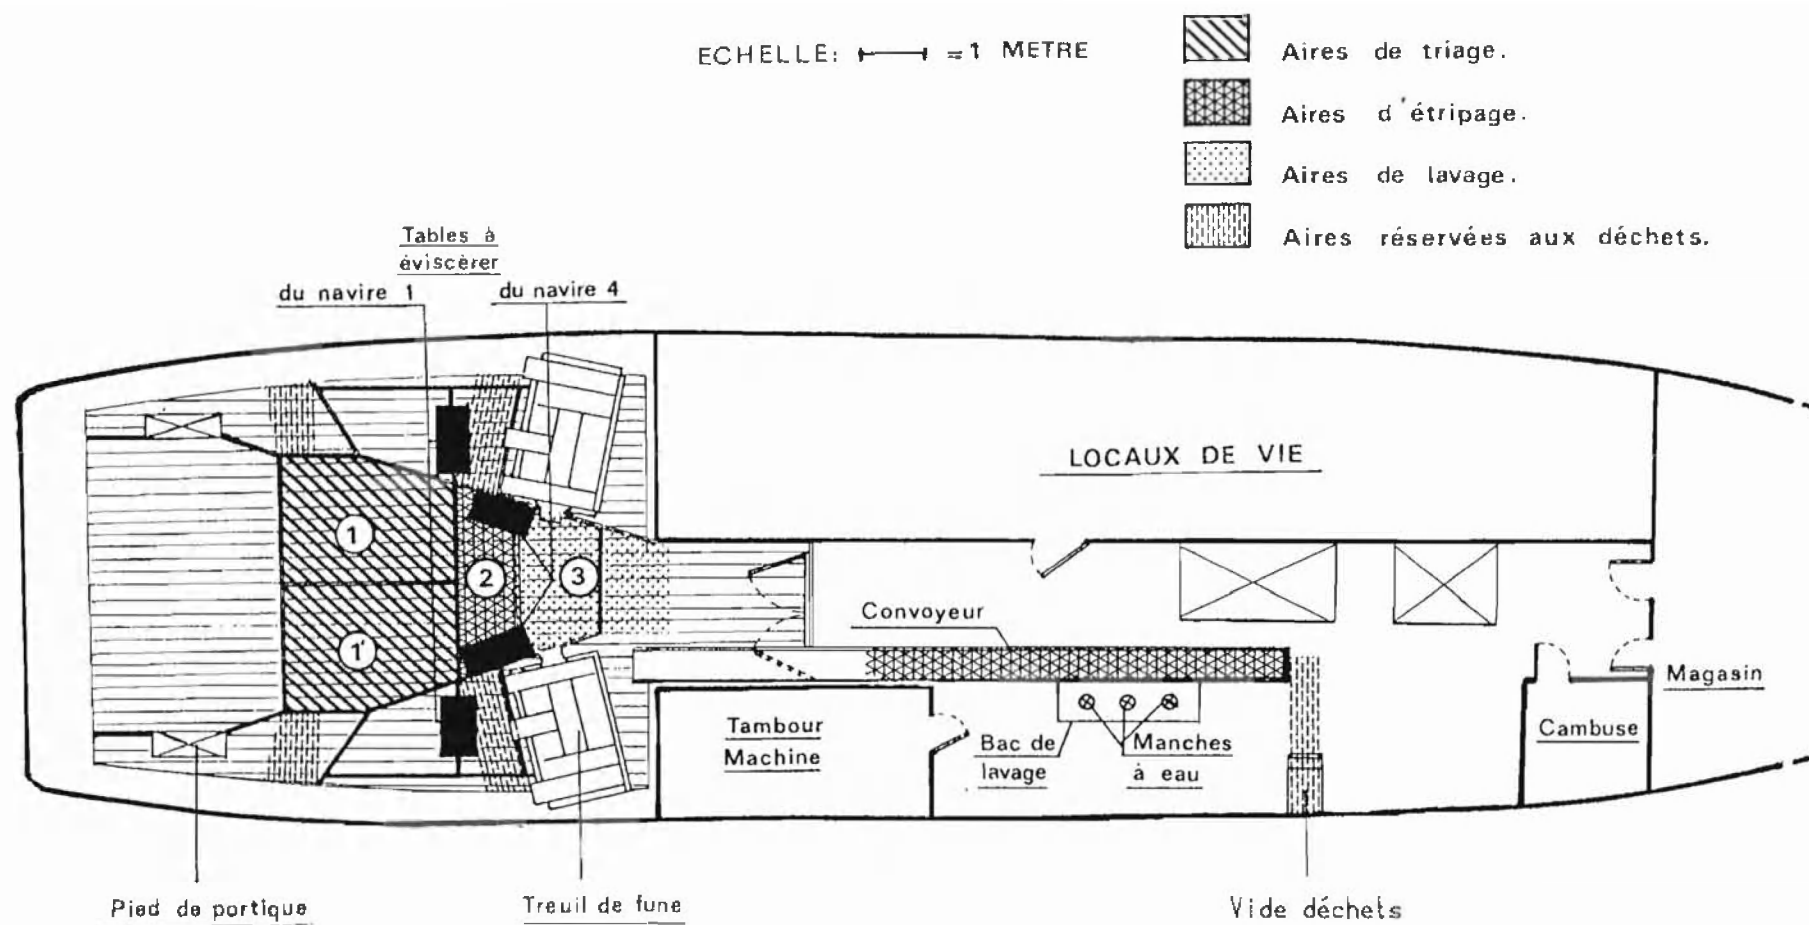 ECHELLE: = 1 METRE
Aires de triage.
Aires d'étripage.
Aires de lavage.
Aires réservées aux déchets.
Tables à
éviscèrer
du navire 1
du navire 4
LOCAUX DE VIE
1
2
3
1'
Convoyeur
Magasin
Tambour
Machine
Bac de
lavage
Manches
à eau
Cambuse
Pied de portique
Treuil de fune
Vide déchets